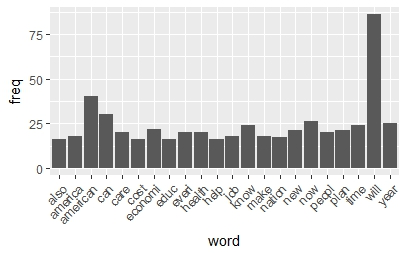 75
50
25
0
freq
also
america
american
can
care
cost
economi
educ
everi
health
help
job
know
make
nation
new
now
peopl
plan
time
will
year
word